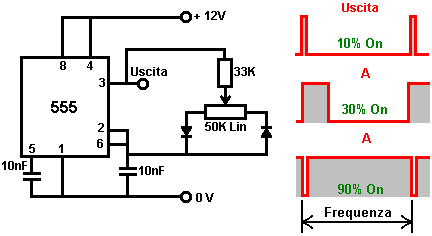 + 12V
8
4
3
Uscita
33K
555
2
6
50K Lin
5
1
10nF
10nF
0 V
Uscita
10% On
A
30% On
A
90% On
Frequenza